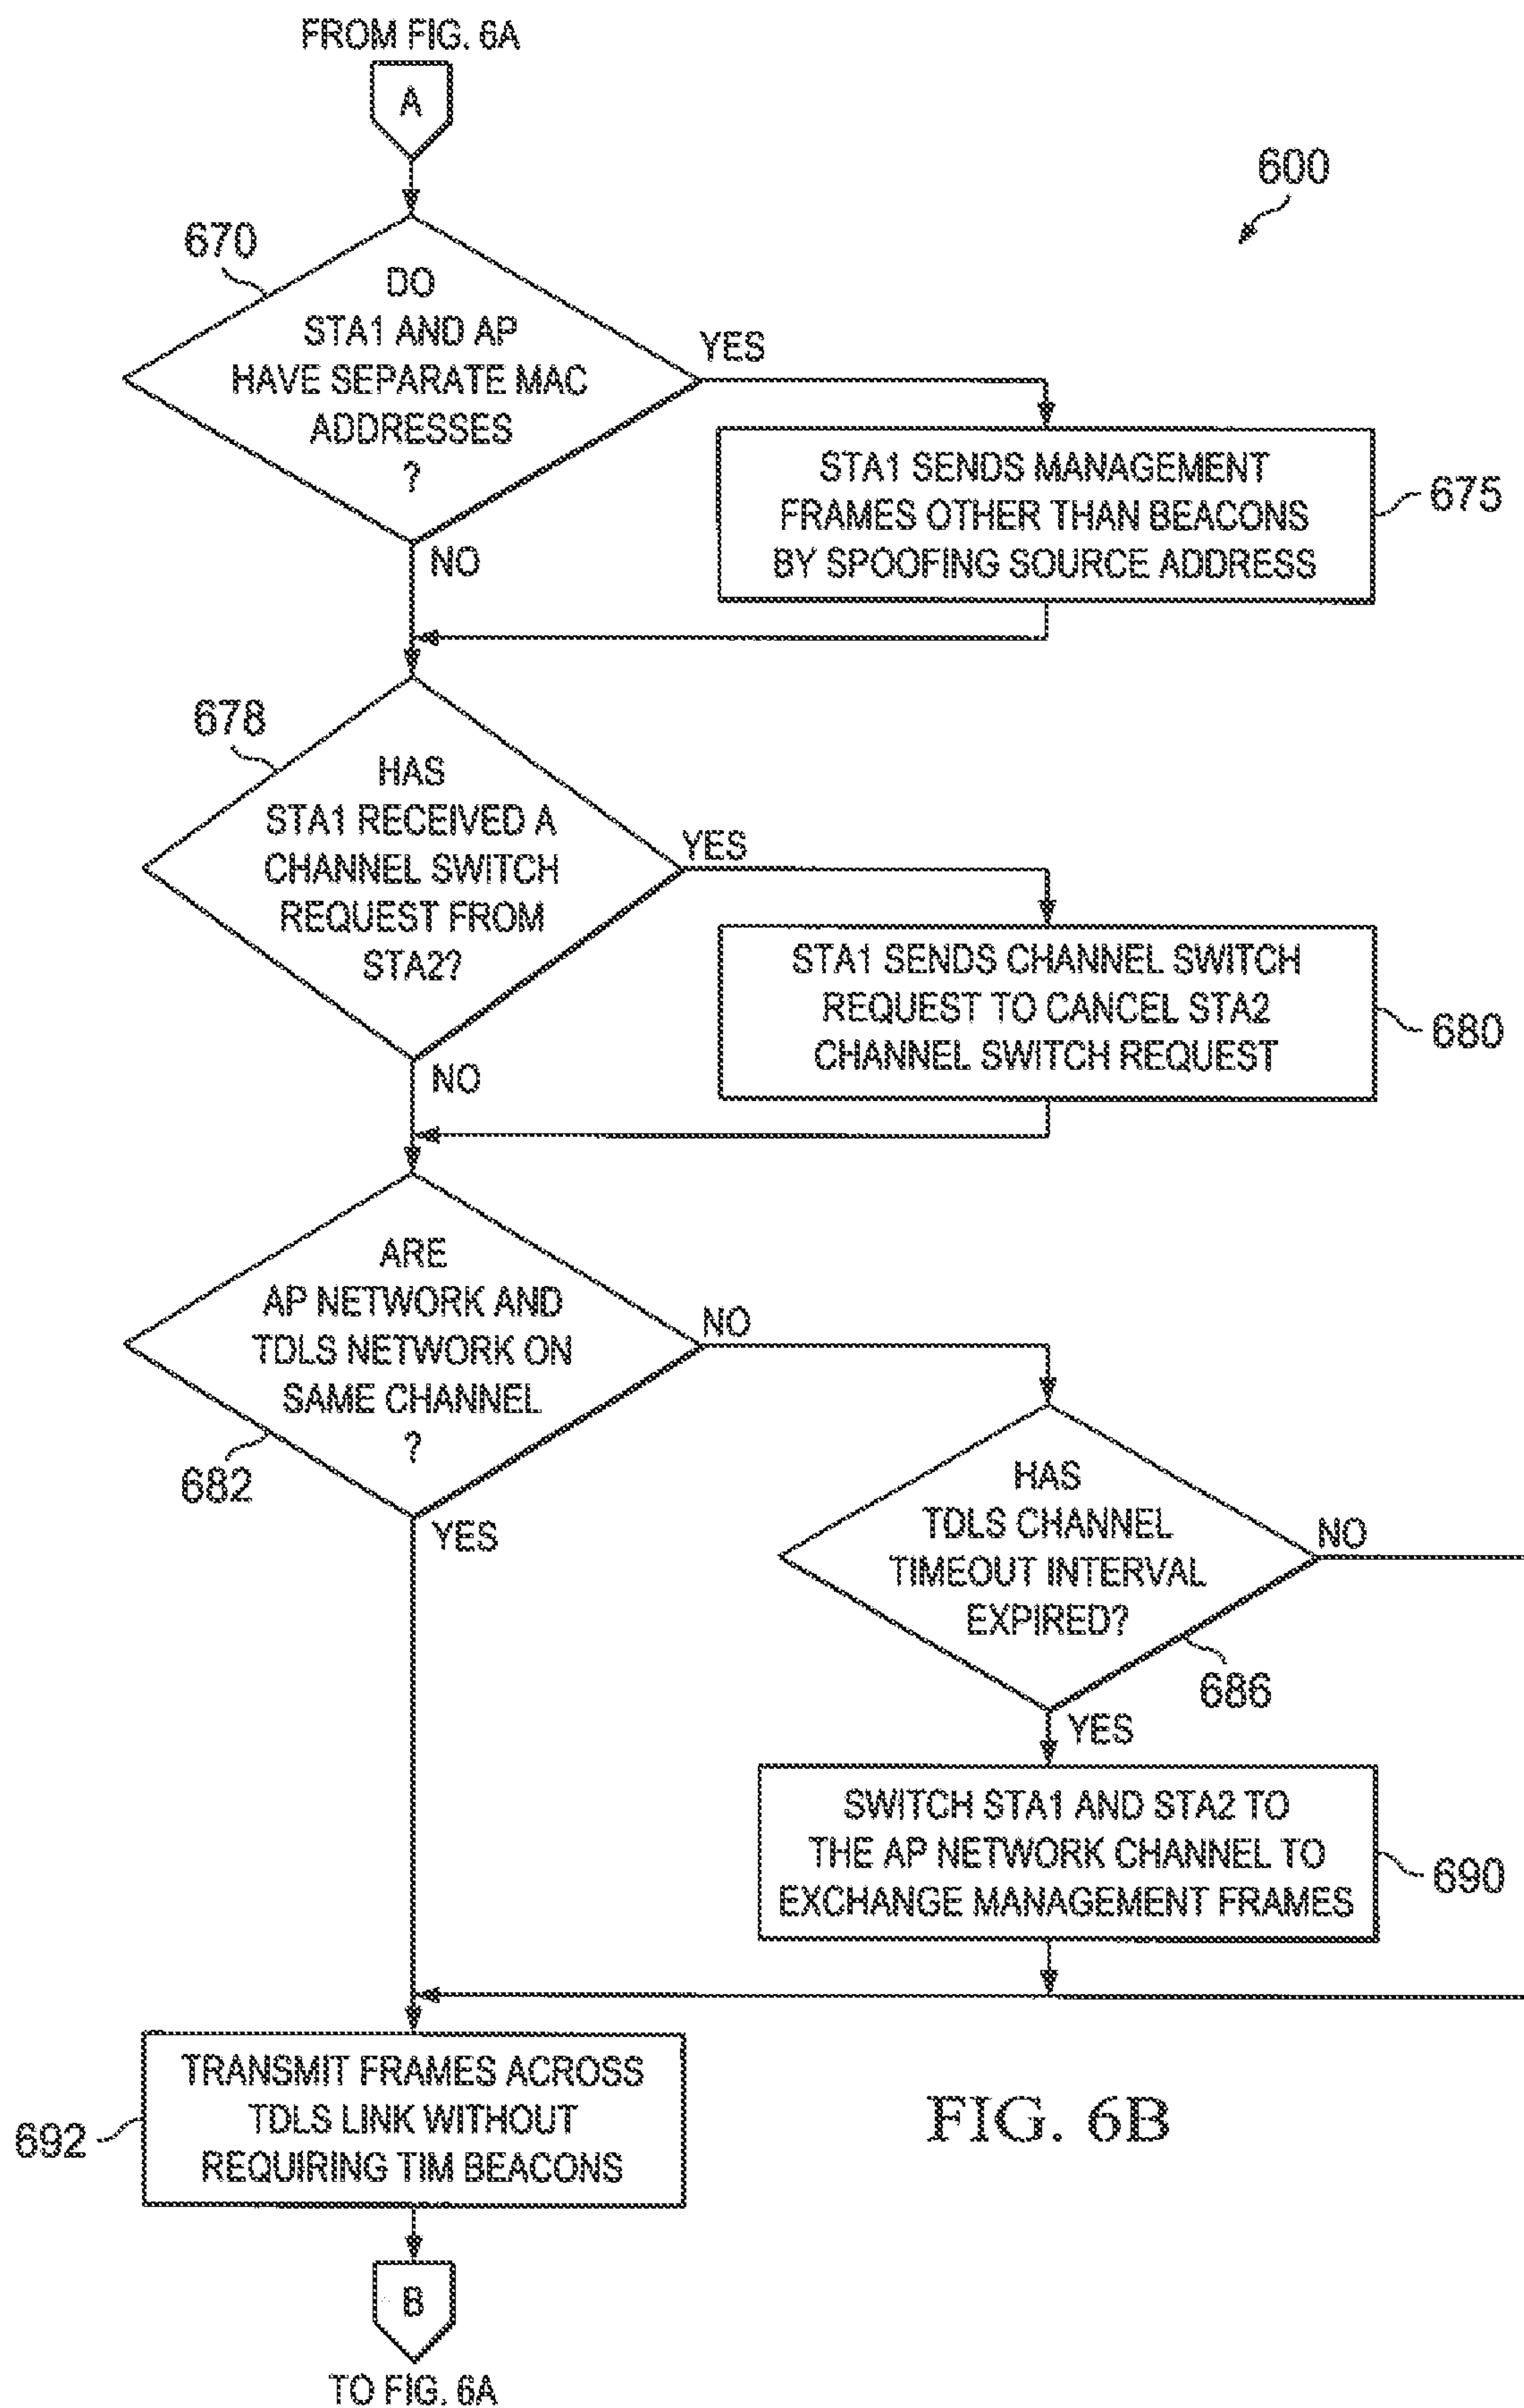 FROM FIG. 6A
A
600
670
DO
STA1 AND AP
HAVE SEPARATE MAC
ADDRESSES
?
YES
NO
STA1 SENDS MANAGEMENT
FRAMES OTHER THAN BEACONS
BY SPOOFING SOURCE ADDRESS
675
678
HAS
STA1 RECEIVED A
CHANNEL SWITCH
REQUEST FROM
STA2?
YES
NO
STA1 SENDS CHANNEL SWITCH
REQUEST TO CANCEL STA2
CHANNEL SWITCH REQUEST
680
ARE
AP NETWORK AND
TDLS NETWORK ON
SAME CHANNEL
?
682
NO
YES
HAS
TDLS CHANNEL
TIMEOUT INTERVAL
EXPIRED?
NO
686
YES
SWITCH STA1 AND STA2 TO
THE AP NETWORK CHANNEL TO
EXCHANGE MANAGEMENT FRAMES
690
TRANSMIT FRAMES ACROSS
TDLS LINK WITHOUT
REQUIRING TIM BEACONS
692
FIG. 6B
B
TO FIG. 6A